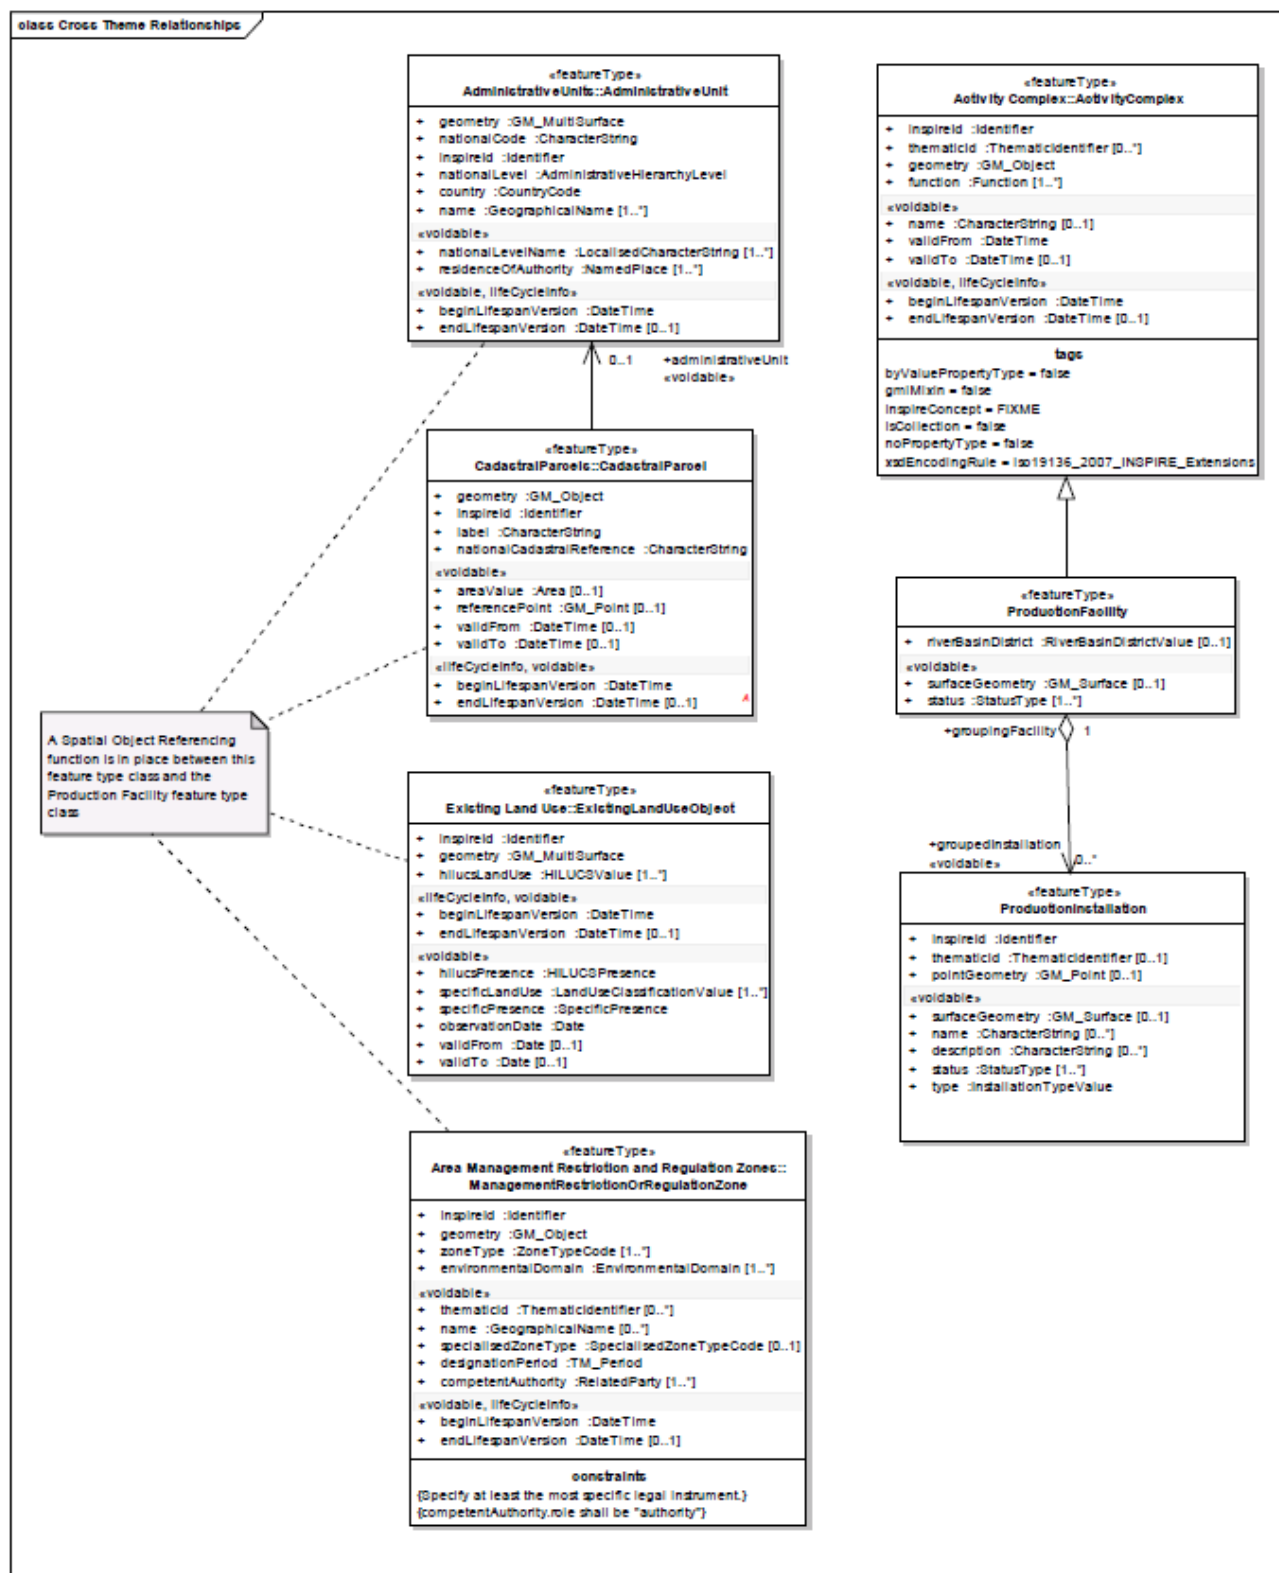 class Cross Theme Relationships
«featureType»
AdministrativeUnits::AdministrativeUnit
+ geometry :GM_MultiSurface
+ nationalCode :CharacterString
+ inspireId :Identifier
+ nationalLevel :AdministrativeHierarchyLevel
+ country :CountryCode
+ name :GeographicalName [1..*]
«voidable»
+ nationalLevelName :LocalisedCharacterString [1..*]
+ residenceOfAuthority :NamedPlace [1..*]
«voidable, lifeCycleInfo»
+ beginLifespanVersion :DateTime
+ endLifespanVersion :DateTime [0..1]
0..1 +administrativeUnit
«voidable»
«featureType»
CadastralParcels::CadastralParcel
+ geometry :GM_Object
+ inspireId :Identifier
+ label :CharacterString
+ nationalCadastralReference :CharacterString
«voidable»
+ areaValue :Area [0..1]
+ referencePoint :GM_Point [0..1]
+ validFrom :DateTime [0..1]
+ validTo :DateTime [0..1]
«lifeCycleInfo, voidable»
+ beginLifespanVersion :DateTime
+ endLifespanVersion :DateTime [0..1]
A Spatial Object Referencing
function is in place between this
feature type class and the
Production Facility feature type
class
«featureType»
Existing Land Use::ExistingLandUseObject
+ inspireId :Identifier
+ geometry :GM_MultiSurface
+ hilucsLandUse :HILUCSValue [1..*]
«lifeCycleInfo, voidable»
+ beginLifespanVersion :DateTime
+ endLifespanVersion :DateTime [0..1]
«voidable»
+ hilucsPresence :HILUCSPresence
+ specificLandUse :LandUseClassificationValue [1..*]
+ specificPresence :SpecificPresence
+ observationDate :Date
+ validFrom :Date [0..1]
+ validTo :Date [0..1]
«featureType»
Area Management Restriction and Regulation Zones::
ManagementRestrictionOrRegulationZone
+ inspireId :Identifier
+ geometry :GM_Object
+ zoneType :ZoneTypeCode [1..*]
+ environmentalDomain :EnvironmentalDomain [1..*]
«voidable»
+ thematicId :ThematicIdentifier [0..*]
+ name :GeographicalName [0..*]
+ specialisedZoneType :SpecialisedZoneTypeCode [0..1]
+ designationPeriod :TM_Period
+ competentAuthority :RelatedParty [1..*]
«voidable, lifeCycleInfo»
+ beginLifespanVersion :DateTime
+ endLifespanVersion :DateTime [0..1]
constraints
{Specify at least the most specific legal instrument.}
{competentAuthority.role shall be "authority"}
«featureType»
Activity Complex::ActivityComplex
+ inspireId :Identifier
+ thematicId :ThematicIdentifier [0..*]
+ geometry :GM_Object
+ function :Function [1..*]
«voidable»
+ name :CharacterString [0..1]
+ validFrom :DateTime
+ validTo :DateTime [0..1]
«voidable, lifeCycleInfo»
+ beginLifespanVersion :DateTime
+ endLifespanVersion :DateTime [0..1]
tags
byValuePropertyType = false
gmlMixin = false
inspireConcept = FIXME
isCollection = false
noPropertyType = false
xsdEncodingRule = iso19136_2007_INSPIRE_Extensions
«featureType»
ProductionFacility
+ riverBasinDistrict :RiverBasinDistrictValue [0..1]
«voidable»
+ surfaceGeometry :GM_Surface [0..1]
+ status :StatusType [1..*]
+groupingFacility 1
+groupedInstallation
«voidable» 0..*
«featureType»
ProductionInstallation
+ inspireId :Identifier
+ thematicId :ThematicIdentifier [0..1]
+ pointGeometry :GM_Point [0..1]
«voidable»
+ surfaceGeometry :GM_Surface [0..1]
+ name :CharacterString [0..*]
+ description :CharacterString [0..*]
+ status :StatusType [1..*]
+ type :InstallationTypeValue